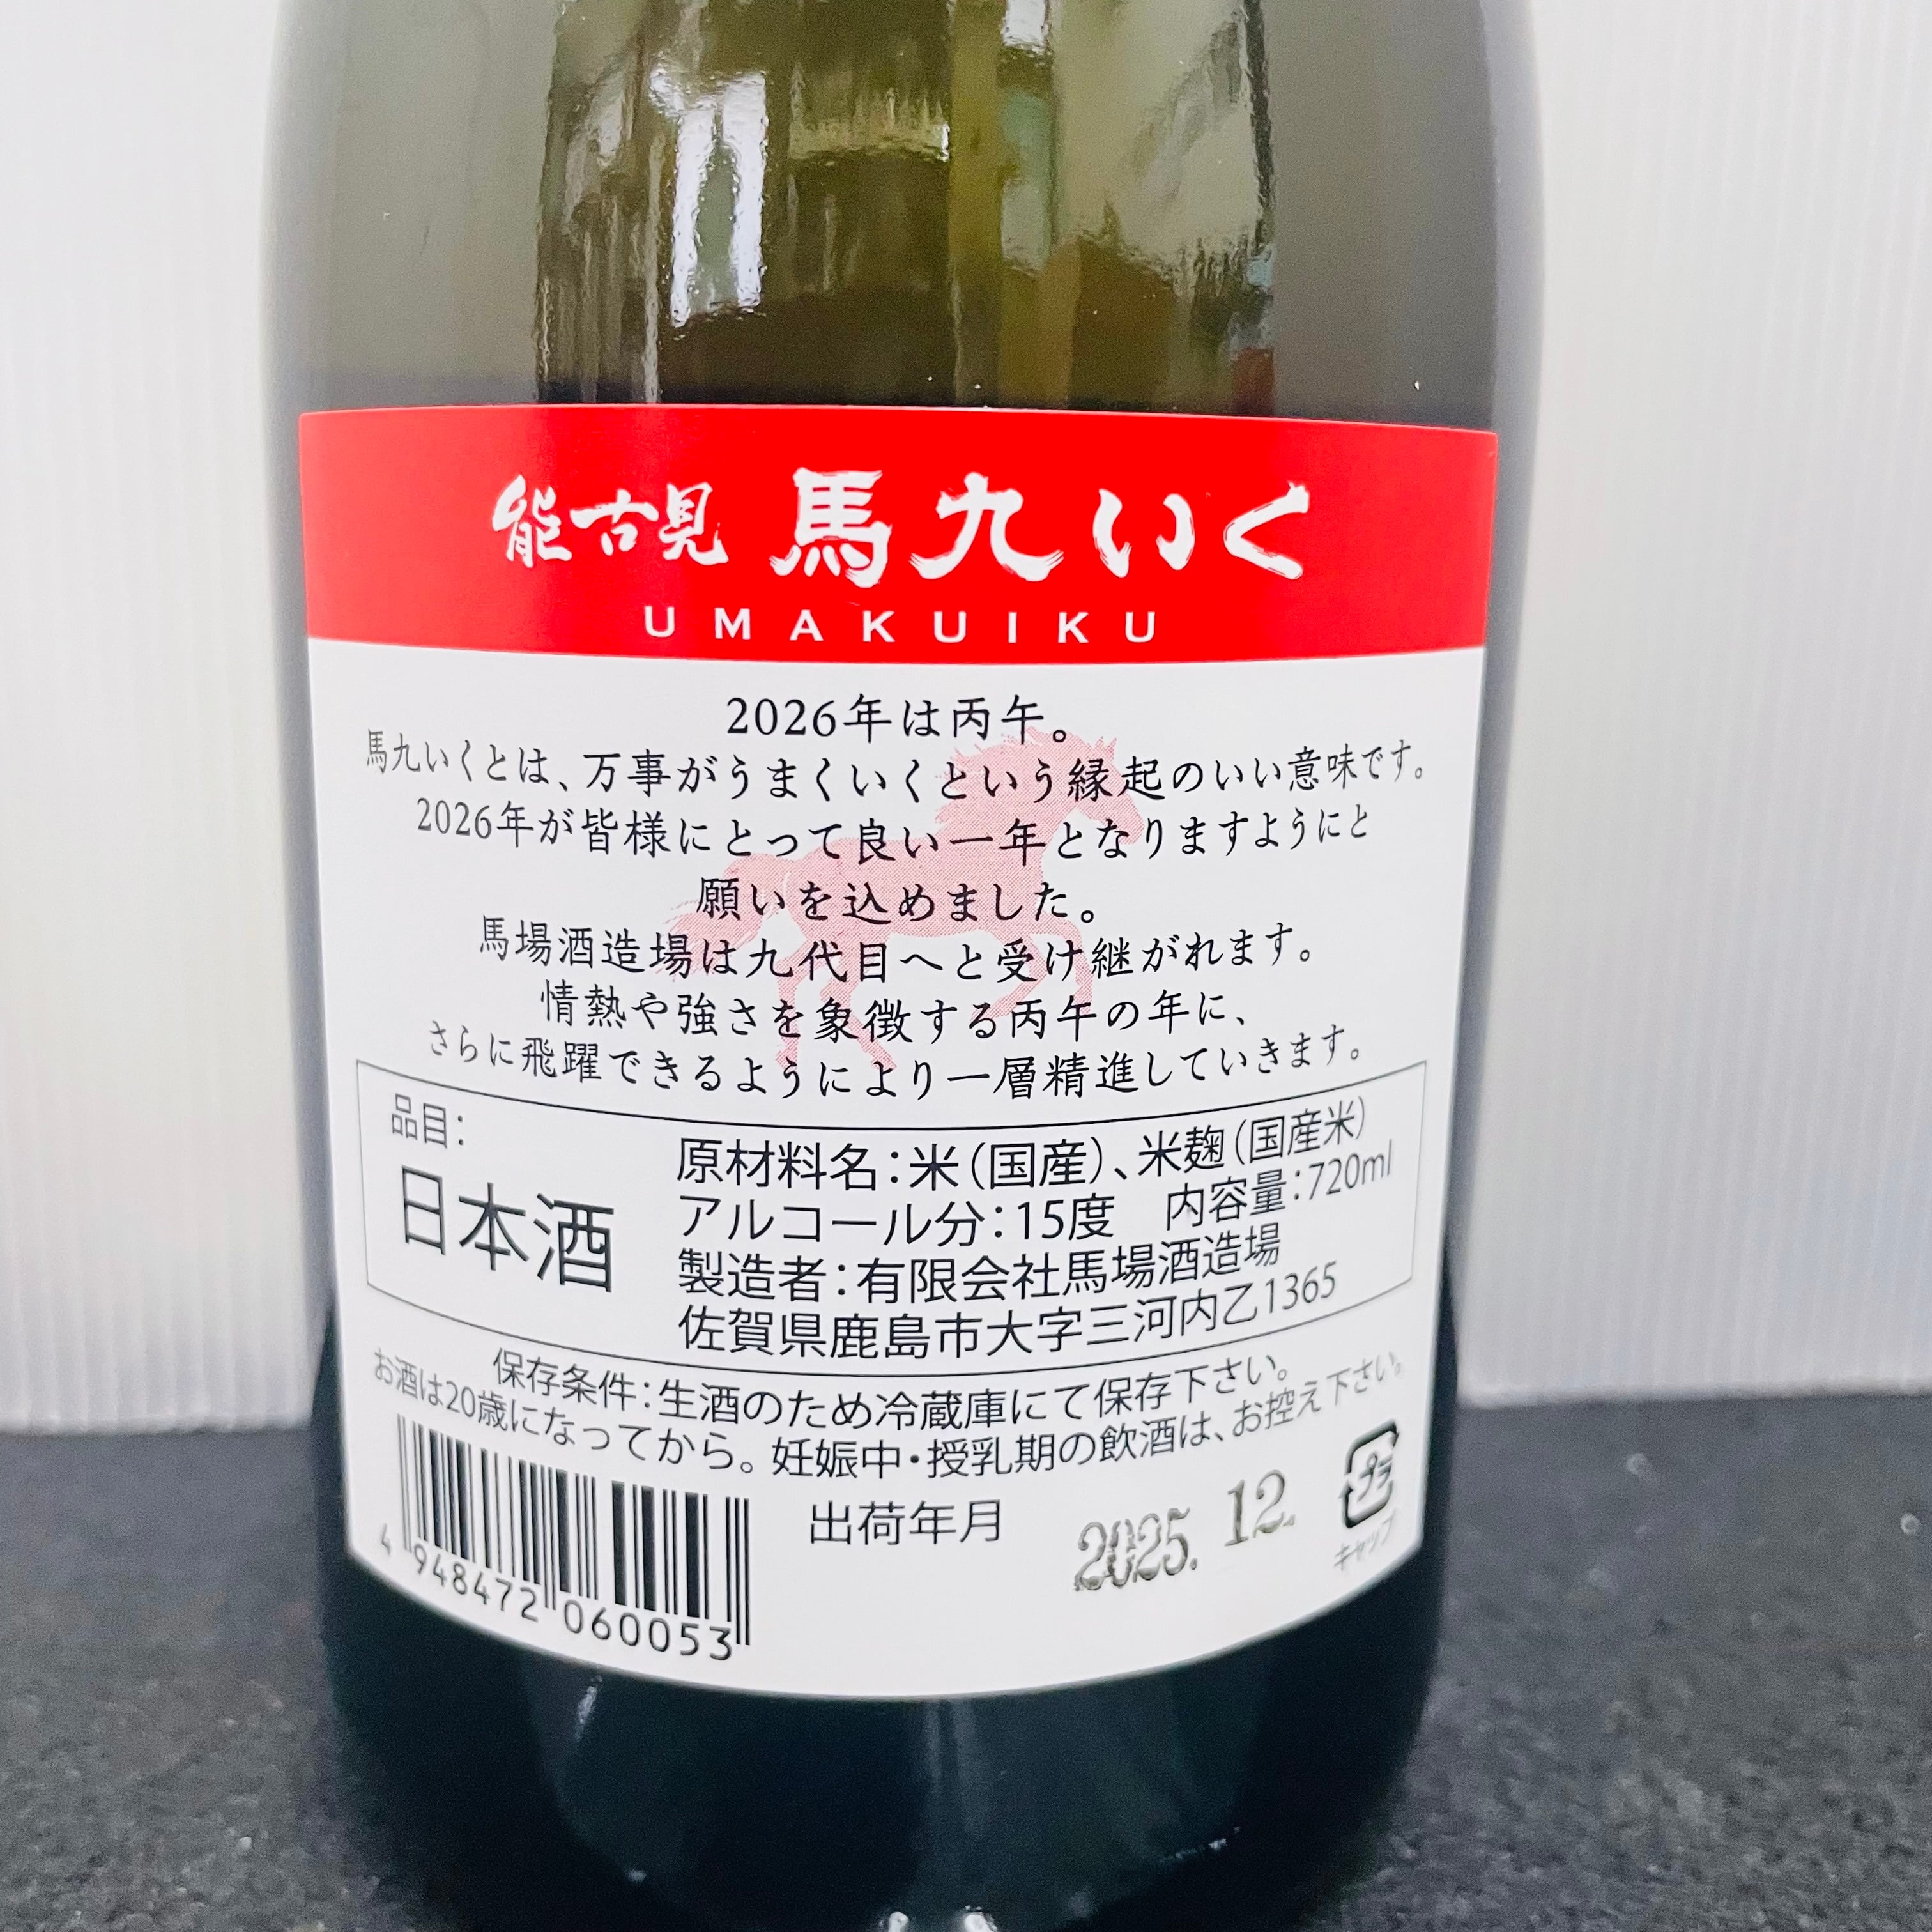 能古見 馬九いく
UMAKUIKU
2026年は丙午。
馬九いくとは、万事がうまくいくという縁起のいい意味です。
2026年が皆様にとって良い一年となりますようにと
願いを込めました。
馬場酒造場は九代目へと受け継がれます。
情熱や強さを象徴する丙午の年に、
さらに飛躍できるようにより一層精進していきます。
品目:
日本酒
原材料名:米(国産)、米麹(国産米)
アルコール分:15度 内容量:720ml
製造者:有限会社馬場酒造場
佐賀県鹿島市大字三河内乙1365
保存条件:生酒のため冷蔵庫にて保存下さい。
お酒は20歳になってから。妊娠中・授乳期の飲酒は、お控え下さい。
4 948472 060053
出荷年月 2025. 12.
プラ
キャップ